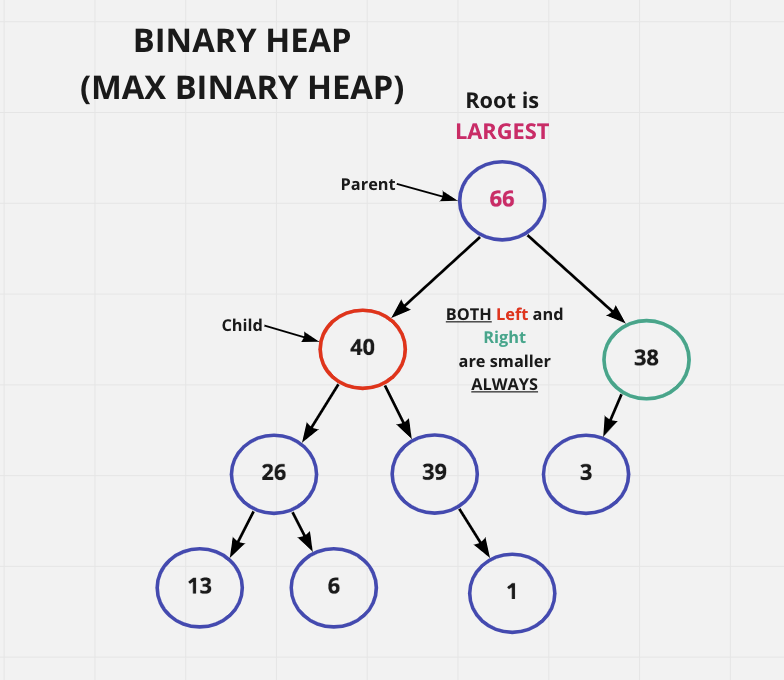 BINARY HEAP
(MAX BINARY HEAP)
Root is
LARGEST
Parent
66
Child
40
BOTH Left and
Right
are smaller
ALWAYS
38
26
39
3
13
6
1